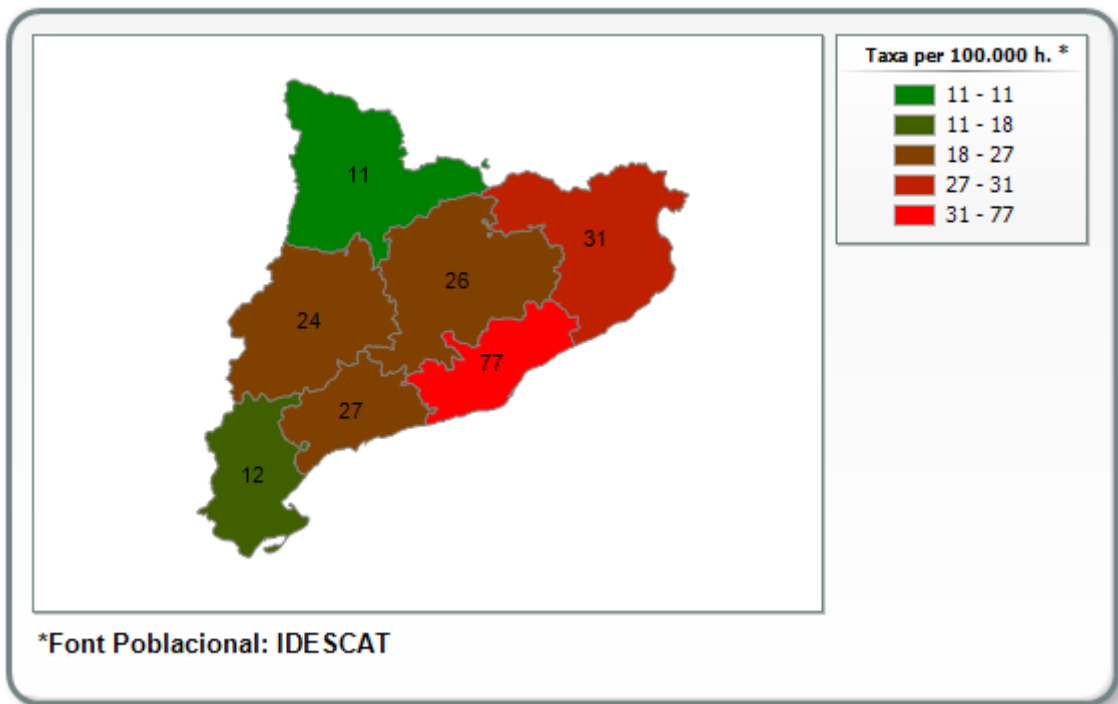 Taxa per 100.000 h. *
11 - 11
11 - 18
18 - 27
27 - 31
31 - 77
11
31
26
24
77
27
12
*Font Poblacional: IDESCAT